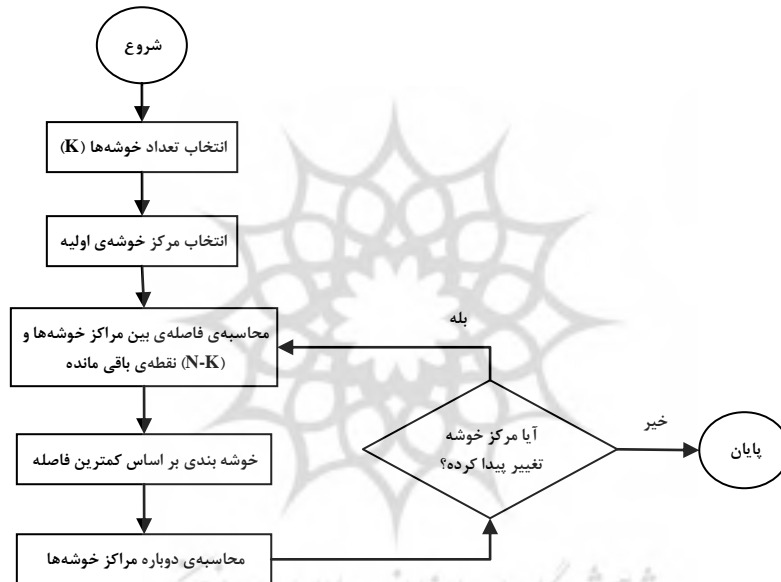 شروع
انتخاب تعداد خوشه‌ها (K)
انتخاب مرکز خوشه‌ی اولیه
محاسبه‌ی فاصله‌ی بین مراکز خوشه‌ها و
(N-K) نقطه‌ی باقی مانده
خوشه بندی بر اساس کمترین فاصله
محاسبه‌ی دوباره مراکز خوشه‌ها
آیا مرکز خوشه
تغییر پیدا کرده؟
بله
خیر
پایان